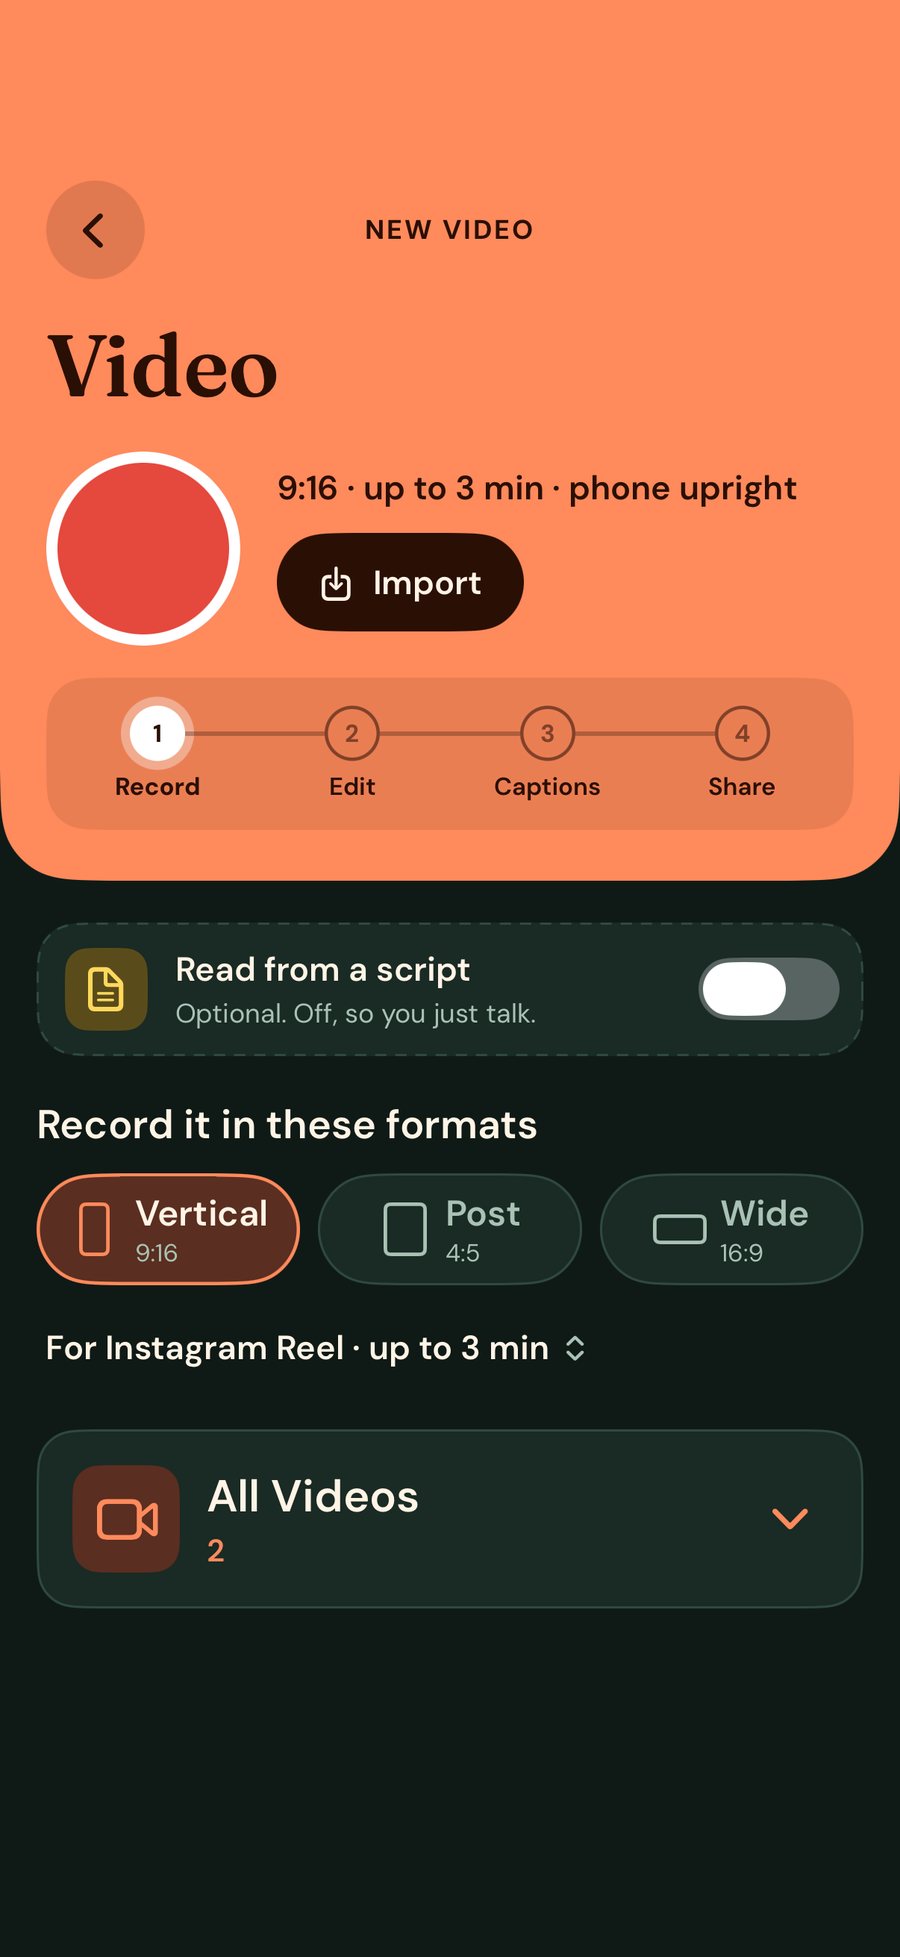 NEW VIDEO
Video
9:16 · up to 3 min · phone upright
Import
1 2 3 4
Record Edit Captions Share
Read from a script
Optional. Off, so you just talk.
Record it in these formats
Vertical Post Wide
9:16 4:5 16:9
For Instagram Reel · up to 3 min
All Videos
2